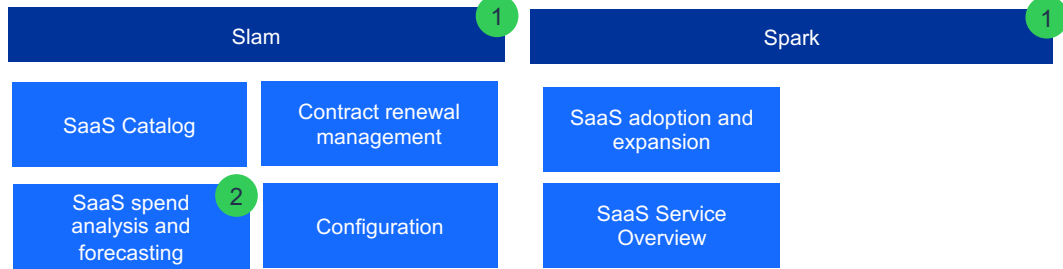 Slam
1
SaaS Catalog
Contract renewal
management
SaaS spend
analysis and
forecasting
2
Configuration
Spark
1
SaaS adoption and
expansion
SaaS Service
Overview